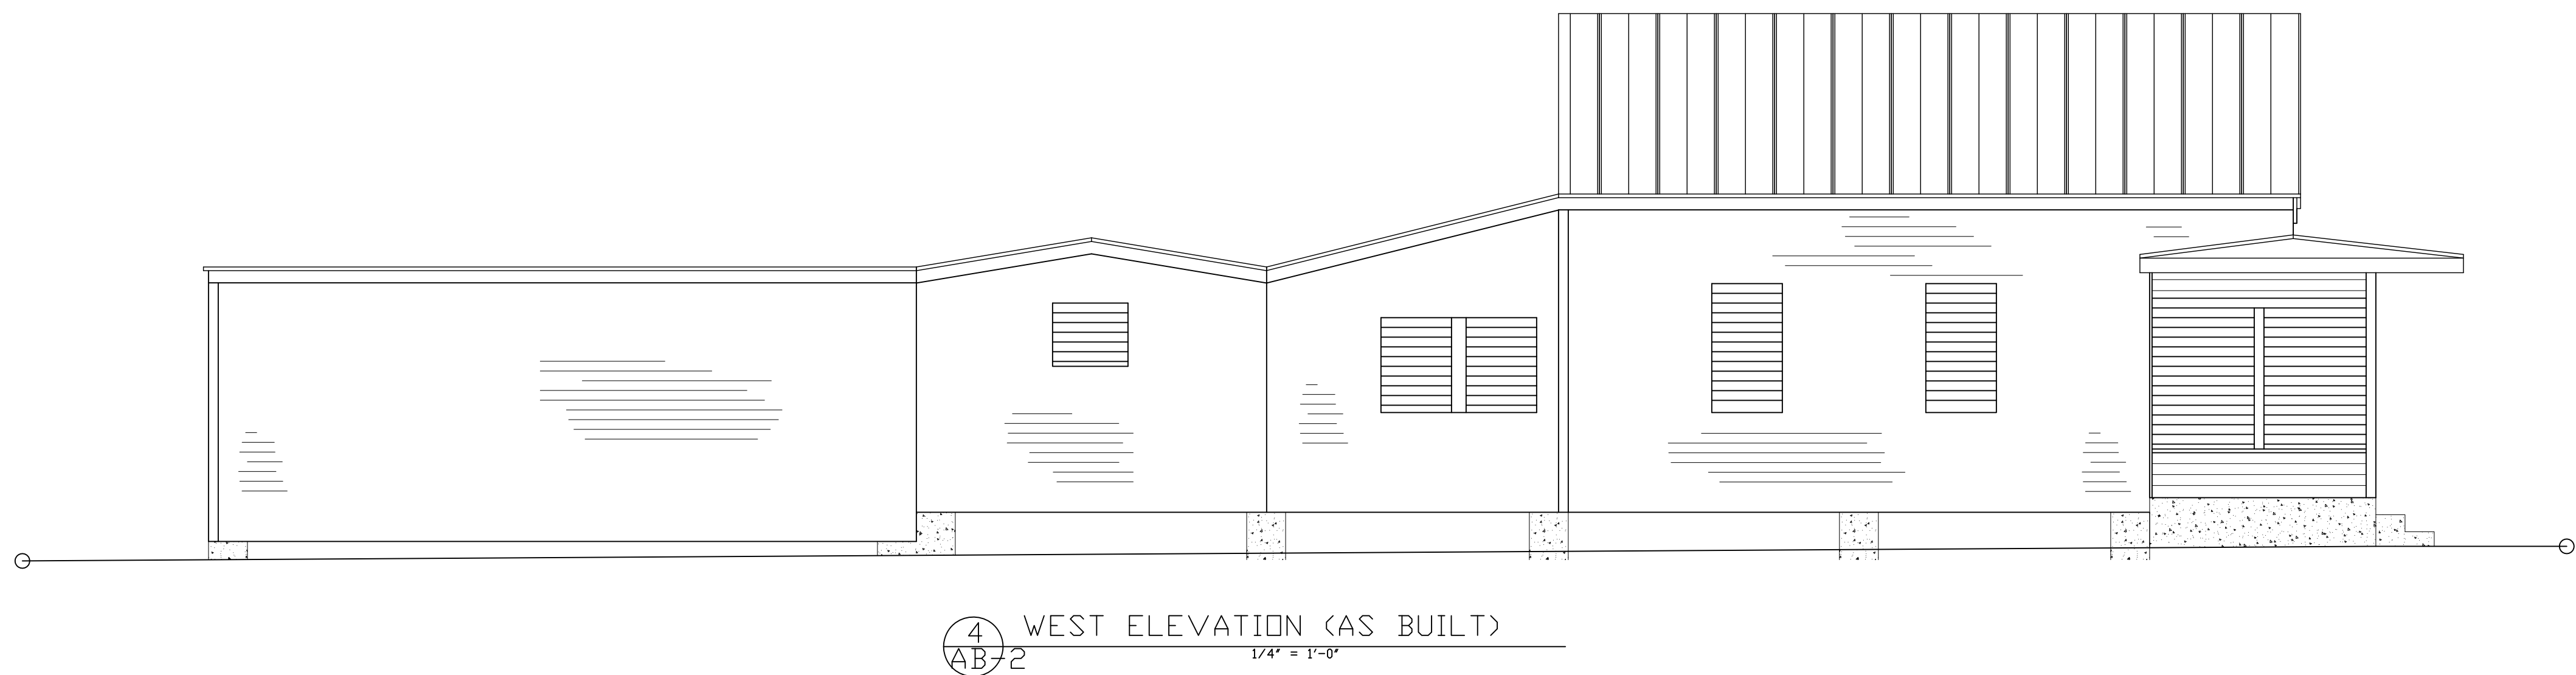 4
WEST ELEVATION (AS BUILT)
AB-2
1/4" = 1'-0"